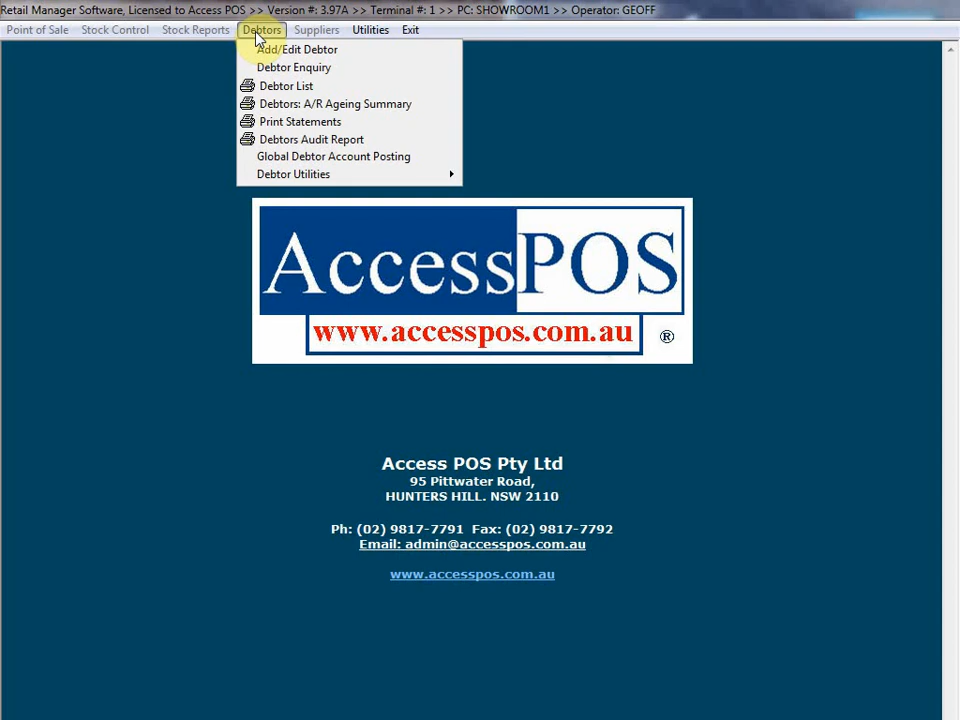 Retail Manager Software, Licensed to Access POS >> Version #: 3.97A >> Terminal #: 1 >> PC: SHOWROOM1 >> Operator: GEOFF
Point of Sale Stock Control Stock Reports Debtors Suppliers Utilities Exit
Add/Edit Debtor
Debtor Enquiry
Debtor List
Debtors: A/R Ageing Summary
Print Statements
Debtors Audit Report
Global Debtor Account Posting
Debtor Utilities
AccessPOS
www.accesspos.com.au ®
Access POS Pty Ltd
95 Pittwater Road,
HUNTERS HILL. NSW 2110
Ph: (02) 9817-7791 Fax: (02) 9817-7792
Email: admin@accesspos.com.au
www.accesspos.com.au